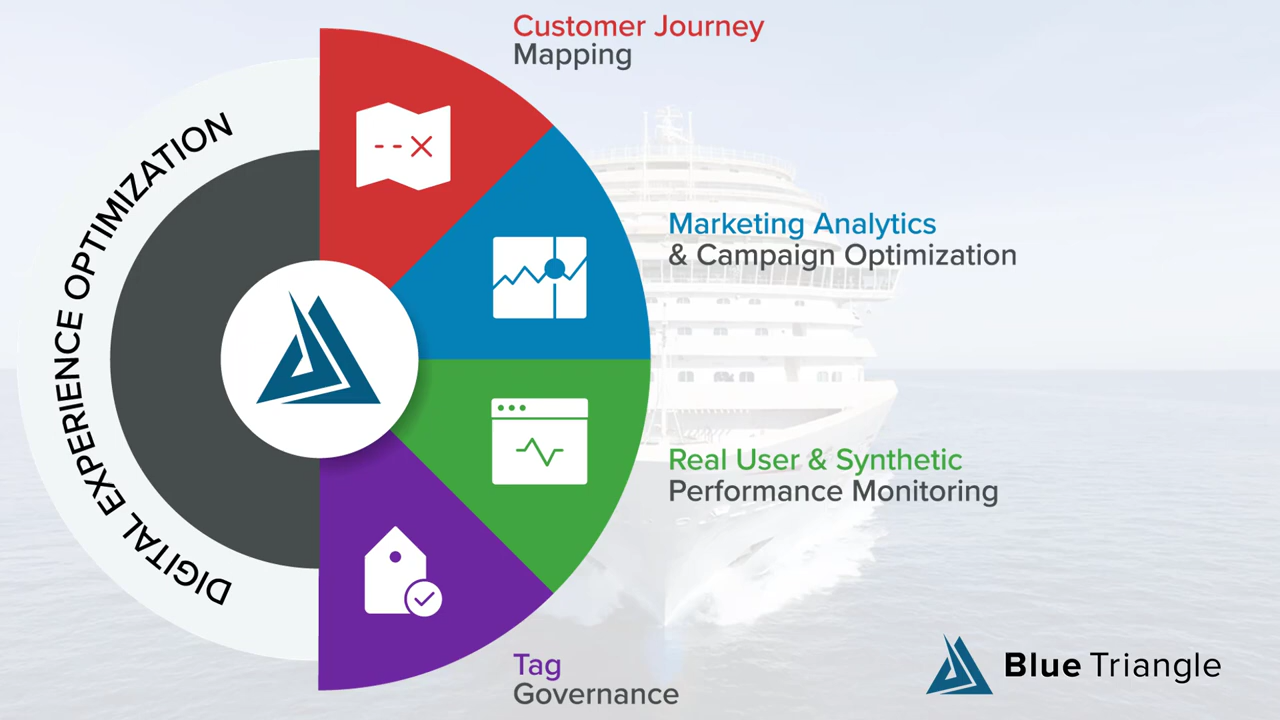 Customer Journey
Mapping
DIGITAL EXPERIENCE OPTIMIZATION
Marketing Analytics
& Campaign Optimization
Real User & Synthetic
Performance Monitoring
Tag
Governance
Blue Triangle